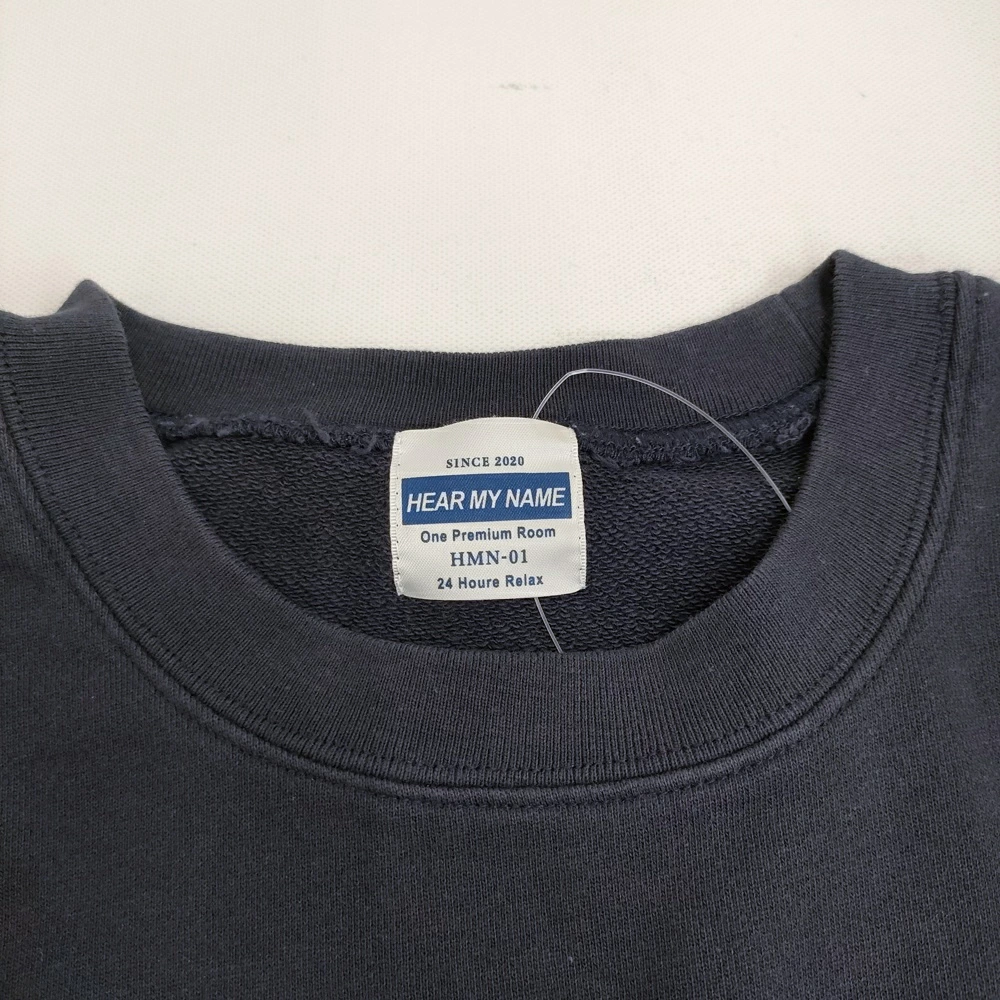 SINCE 2020
HEAR MY NAME
One Premium Room
HMN-01
24 Houre Relax